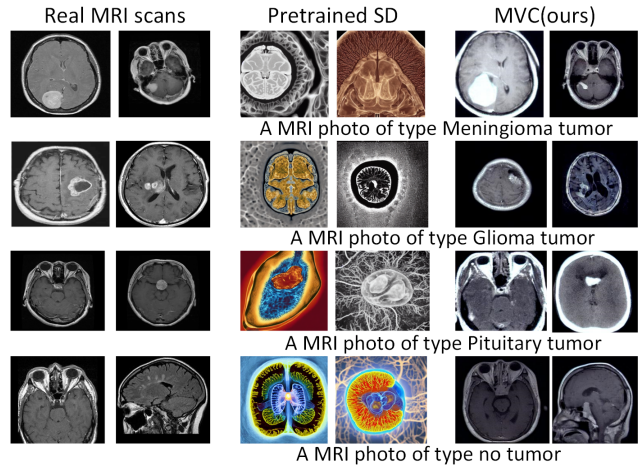 Real MRI scans Pretrained SD MVC(ours)
A MRI photo of type Meningioma tumor
A MRI photo of type Glioma tumor
A MRI photo of type Pituitary tumor
A MRI photo of type no tumor